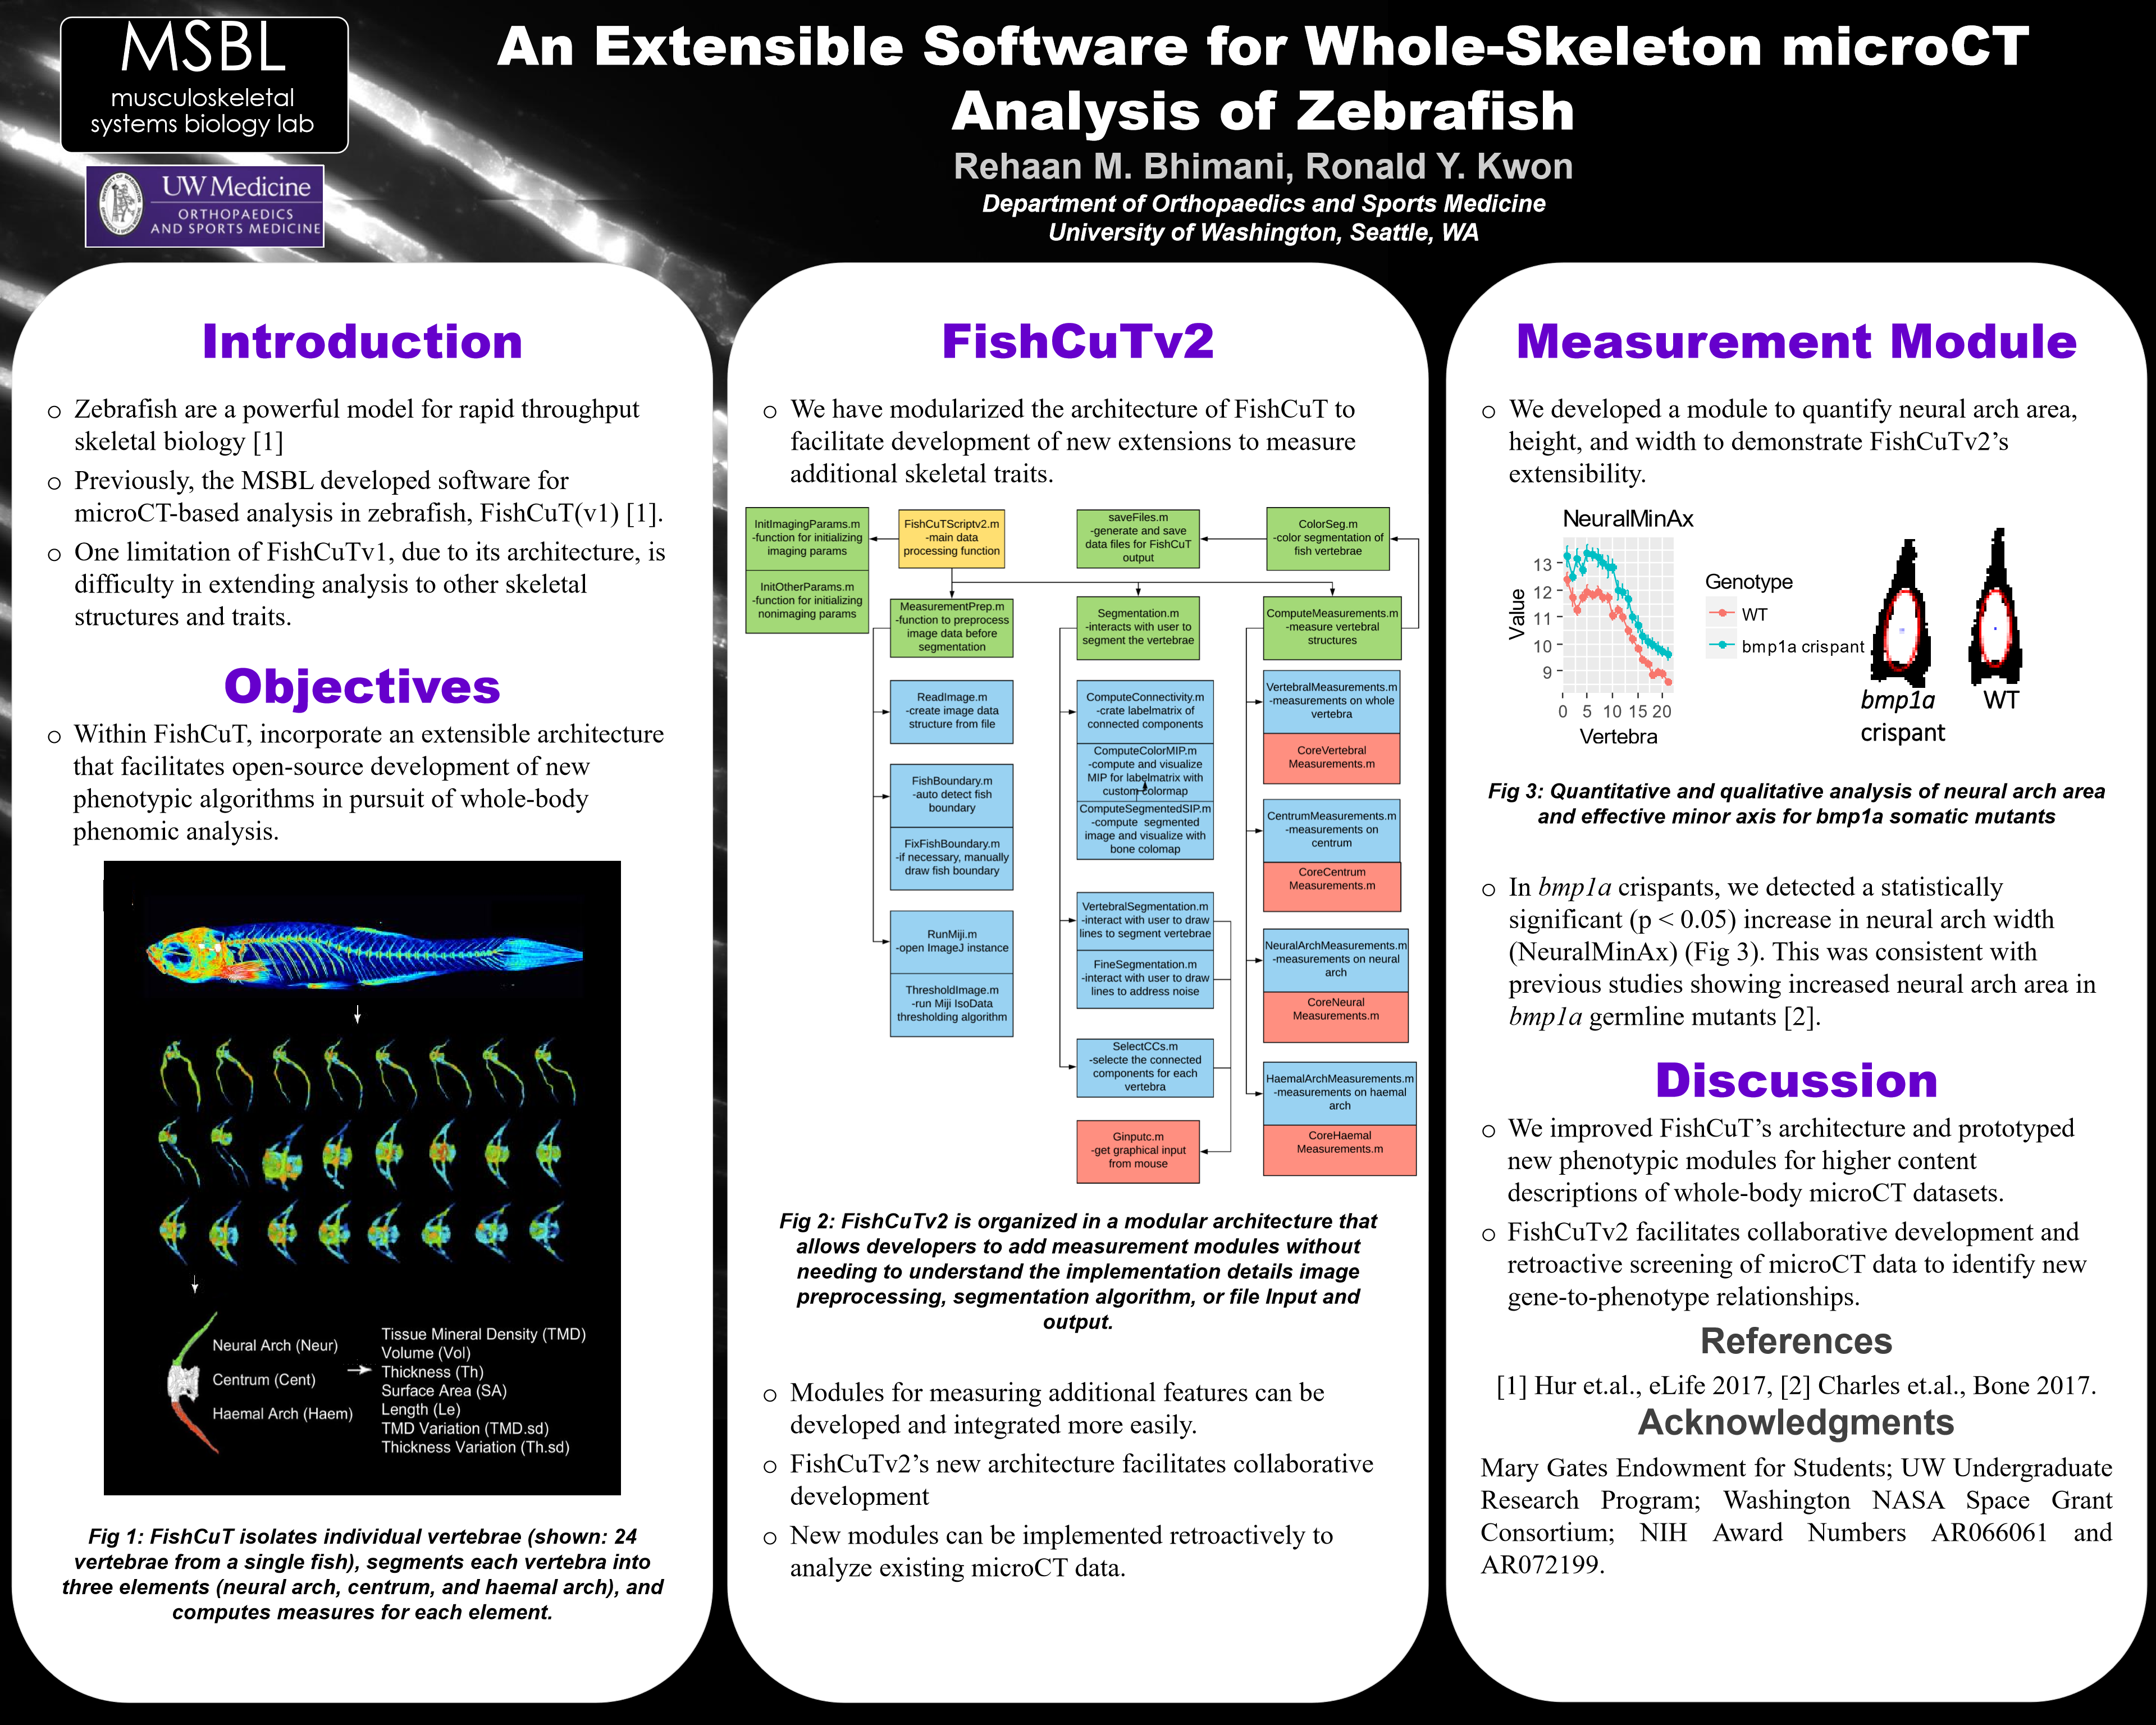 MSBL
musculoskeletal
systems biology lab
UW Medicine
ORTHOPAEDICS
AND SPORTS MEDICINE
An Extensible Software for Whole-Skeleton microCT
Analysis of Zebrafish
Rehaan M. Bhimani, Ronald Y. Kwon
Department of Orthopaedics and Sports Medicine
University of Washington, Seattle, WA
Introduction
o Zebrafish are a powerful model for rapid throughput
skeletal biology [1]
o Previously, the MSBL developed software for
microCT-based analysis in zebrafish, FishCuT(v1) [1].
o One limitation of FishCuTv1, due to its architecture, is
difficulty in extending analysis to other skeletal
structures and traits.
Objectives
o Within FishCuT, incorporate an extensible architecture
that facilitates open-source development of new
phenotypic algorithms in pursuit of whole-body
phenomic analysis.
Neural Arch (Neur)
Centrum (Cent)
Haemal Arch (Haem)
Tissue Mineral Density (TMD)
Volume (Vol)
Thickness (Th)
Surface Area (SA)
Length (Le)
TMD Variation (TMD.sd)
Thickness Variation (Th.sd)
Fig 1: FishCuT isolates individual vertebrae (shown: 24
vertebrae from a single fish), segments each vertebra into
three elements (neural arch, centrum, and haemal arch), and
computes measures for each element.
FishCuTv2
o We have modularized the architecture of FishCuT to
facilitate development of new extensions to measure
additional skeletal traits.
InitImagingParams.m
-function for initializing
imaging params
InitOtherParams.m
-function for initializing
nonimaging params
FishCuTScriptv2.m
-main data
processing function
saveFiles.m
-generate and save
data files for FishCuT
output
ColorSeg.m
-color segmentation of
fish vertebrae
MeasurementPrep.m
-function to preprocess
image data before
segmentation
Segmentation.m
-interacts with user to
segment the vertebrae
ComputeMeasurements.m
-measure vertebral
structures
ReadImage.m
-create image data
structure from file
FishBoundary.m
-auto detect fish
boundary
FixFishBoundary.m
-if necessary, manually
draw fish boundary
RunMiji.m
-open ImageJ instance
ThresholdImage.m
-run Miji IsoData
thresholding algorithm
ComputeConnectivity.m
-crate labelmatrix of
connected components
ComputeColorMIP.m
-compute and visualize
MIP for labelmatrix with
custom colormap
ComputeSegmentedSIP.m
-compute segmented
image and visualize with
bone colomap
VertebralSegmentation.m
-interact with user to draw
lines to segment vertebrae
FineSegmentation.m
-interact with user to draw
lines to address noise
SelectCCs.m
-selecte the connected
components for each
vertebra
Ginputc.m
-get graphical input
from mouse
VertebralMeasurements.m
-measurements on whole
vertebra
CoreVertebral
Measurements.m
CentrumMeasurements.m
-measurements on
centrum
CoreCentrum
Measurements.m
NeuralArchMeasurements.m
-measurements on neural
arch
CoreNeural
Measurements.m
HaemalArchMeasurements.m
-measurements on haemal
arch
CoreHaemal
Measurements.m
Fig 2: FishCuTv2 is organized in a modular architecture that
allows developers to add measurement modules without
needing to understand the implementation details image
preprocessing, segmentation algorithm, or file Input and
output.
o Modules for measuring additional features can be
developed and integrated more easily.
o FishCuTv2’s new architecture facilitates collaborative
development
o New modules can be implemented retroactively to
analyze existing microCT data.
Measurement Module
o We developed a module to quantify neural arch area,
height, and width to demonstrate FishCuTv2’s
extensibility.
NeuralMinAx
Value
13
12
11
10
9
0 5 10 15 20
Vertebra
Genotype
WT
bmp1a crispant
bmp1a
crispant
WT
Fig 3: Quantitative and qualitative analysis of neural arch area
and effective minor axis for bmp1a somatic mutants
o In bmp1a crispants, we detected a statistically
significant (p < 0.05) increase in neural arch width
(NeuralMinAx) (Fig 3). This was consistent with
previous studies showing increased neural arch area in
bmp1a germline mutants [2].
Discussion
o We improved FishCuT’s architecture and prototyped
new phenotypic modules for higher content
descriptions of whole-body microCT datasets.
o FishCuTv2 facilitates collaborative development and
retroactive screening of microCT data to identify new
gene-to-phenotype relationships.
References
[1] Hur et.al., eLife 2017, [2] Charles et.al., Bone 2017.
Acknowledgments
Mary Gates Endowment for Students; UW Undergraduate
Research Program; Washington NASA Space Grant
Consortium; NIH Award Numbers AR066061 and
AR072199.